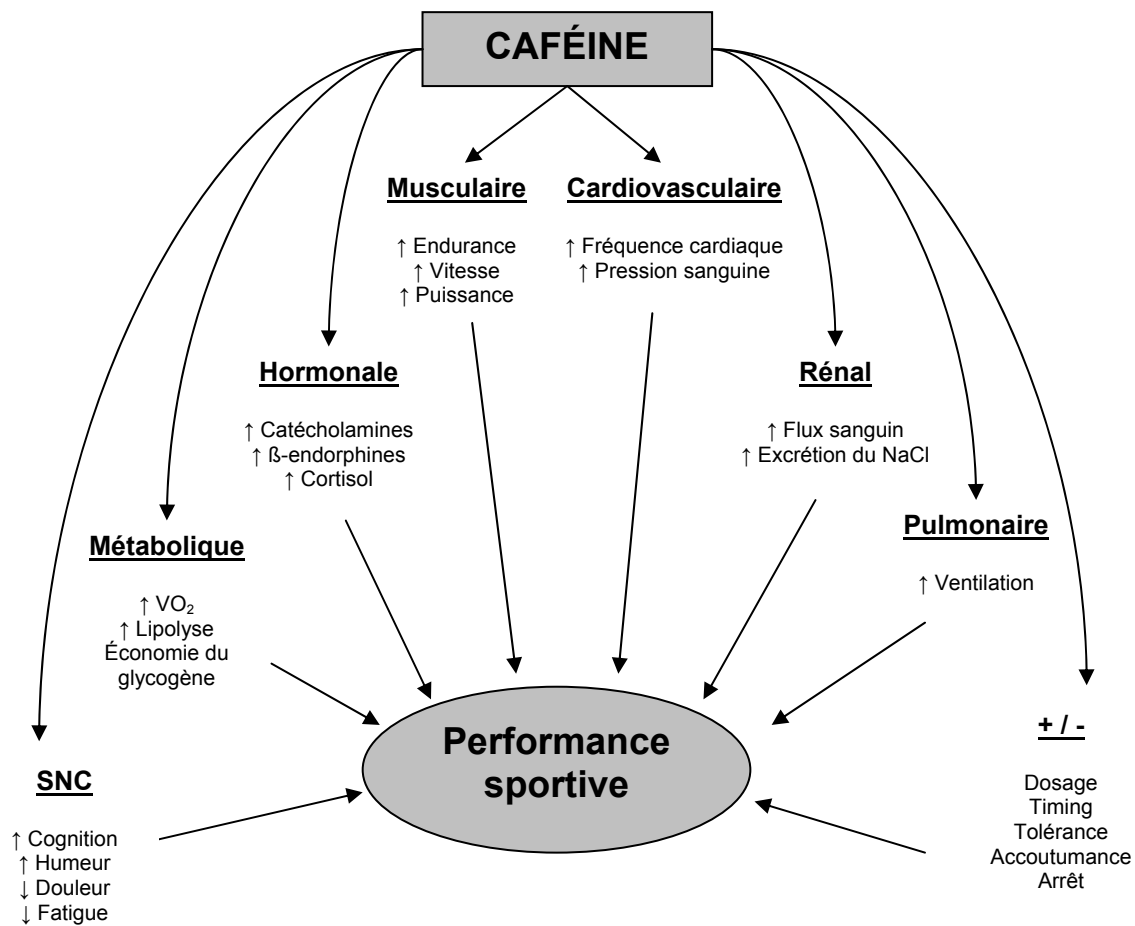 CAFÉINE
Musculaire
↑ Endurance
↑ Vitesse
↑ Puissance
Cardiovasculaire
↑ Fréquence cardiaque
↑ Pression sanguine
Hormonale
↑ Catécholamines
↑ ß-endorphines
↑ Cortisol
Rénal
↑ Flux sanguin
↑ Excrétion du NaCl
Métabolique
↑ VO₂
↑ Lipolyse
Économie du
glycogène
Pulmonaire
↑ Ventilation
SNC
↑ Cognition
↑ Humeur
↓ Douleur
↓ Fatigue
Performance
sportive
+ / -
Dosage
Timing
Tolérance
Accoutumance
Arrêt